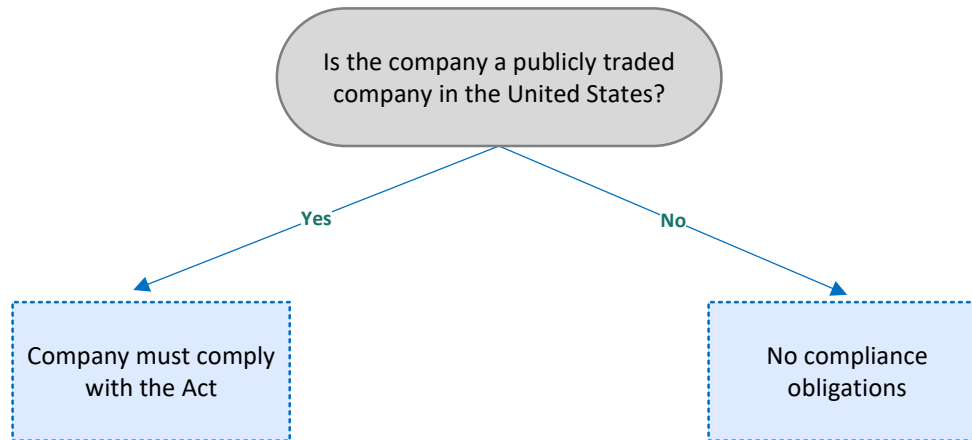 Is the company a publicly traded
company in the United States?
Yes
No
Company must comply
with the Act
No compliance
obligations